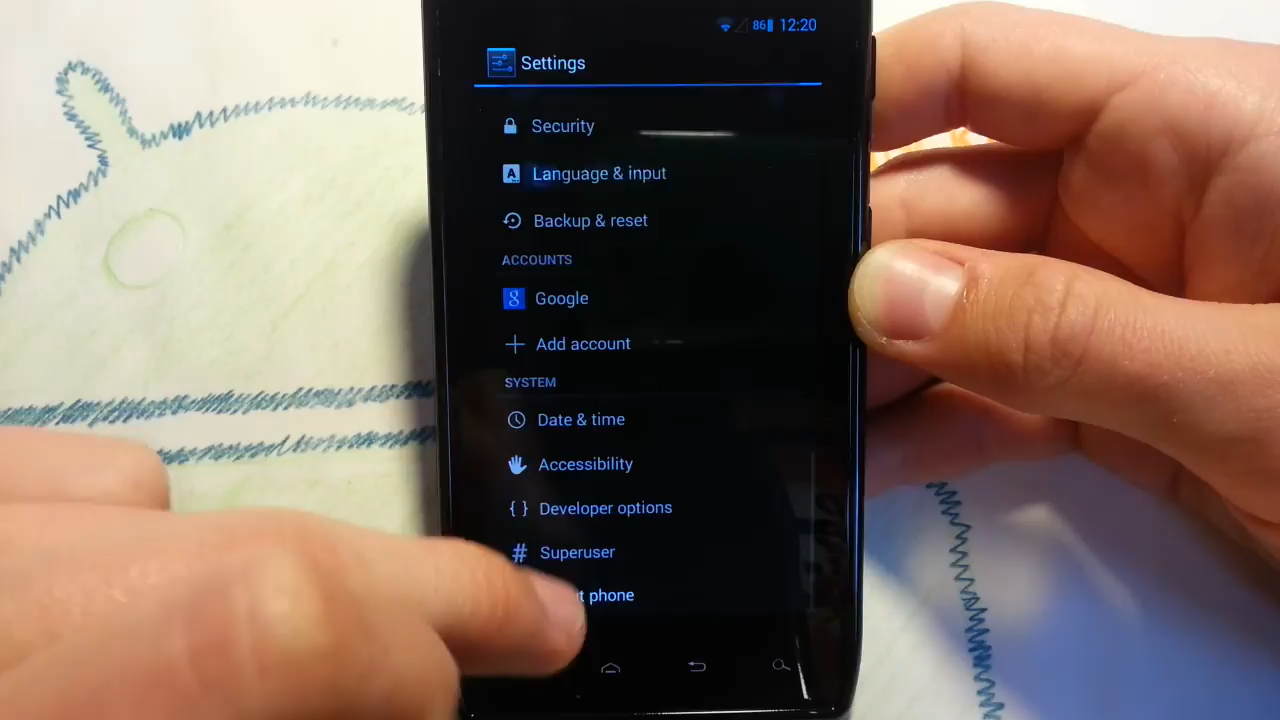 86 12:20
Settings
Security
Language & input
Backup & reset
ACCOUNTS
Google
Add account
SYSTEM
Date & time
Accessibility
{ } Developer options
# Superuser
phone